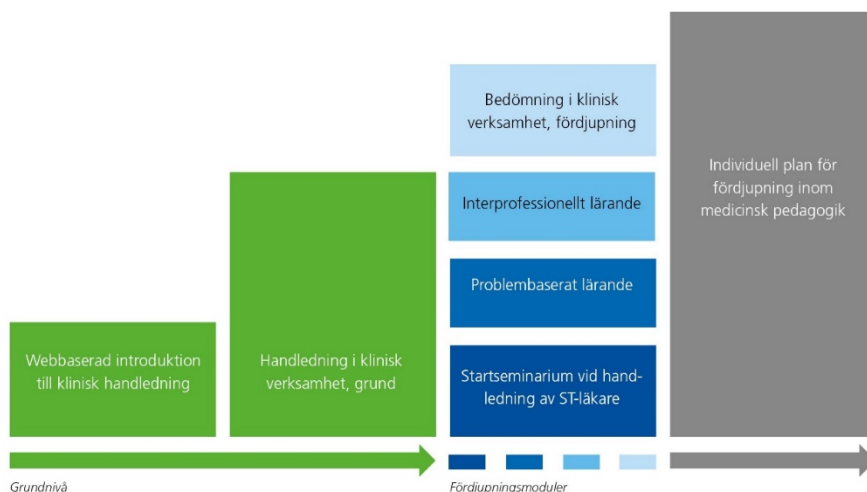 Bedömning i klinisk
verksamhet, fördjupning
Individuell plan för
fördjupning inom
medicinsk pedagogik
Interprofessionellt lärande
Problembaserat lärande
Webbaserad introduktion
till klinisk handledning
Handledning i klinisk
verksamhet, grund
Startseminarium vid hand-
ledning av ST-läkare
Grundnivå
Fördjupningsmoduler